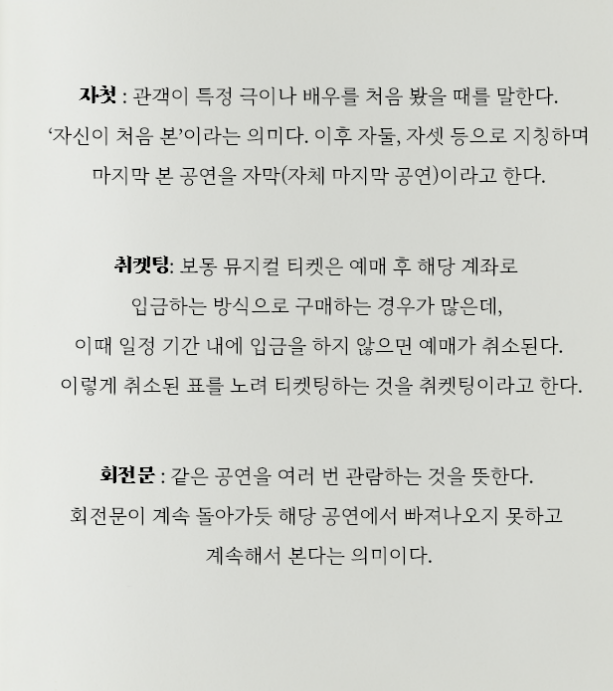 자첫 : 관객이 특정 극이나 배우를 처음 봤을 때를 말한다.
‘자신이 처음 본’이라는 의미다. 이후 자둘, 자셋 등으로 지칭하며
마지막 본 공연을 자막(자체 마지막 공연)이라고 한다.
취켓팅: 보통 뮤지컬 티켓은 예매 후 해당 계좌로
입금하는 방식으로 구매하는 경우가 많은데,
이때 일정 기간 내에 입금을 하지 않으면 예매가 취소된다.
이렇게 취소된 표를 노려 티켓팅하는 것을 취켓팅이라고 한다.
회전문 : 같은 공연을 여러 번 관람하는 것을 뜻한다.
회전문이 계속 돌아가듯 해당 공연에서 빠져나오지 못하고
계속해서 본다는 의미이다.